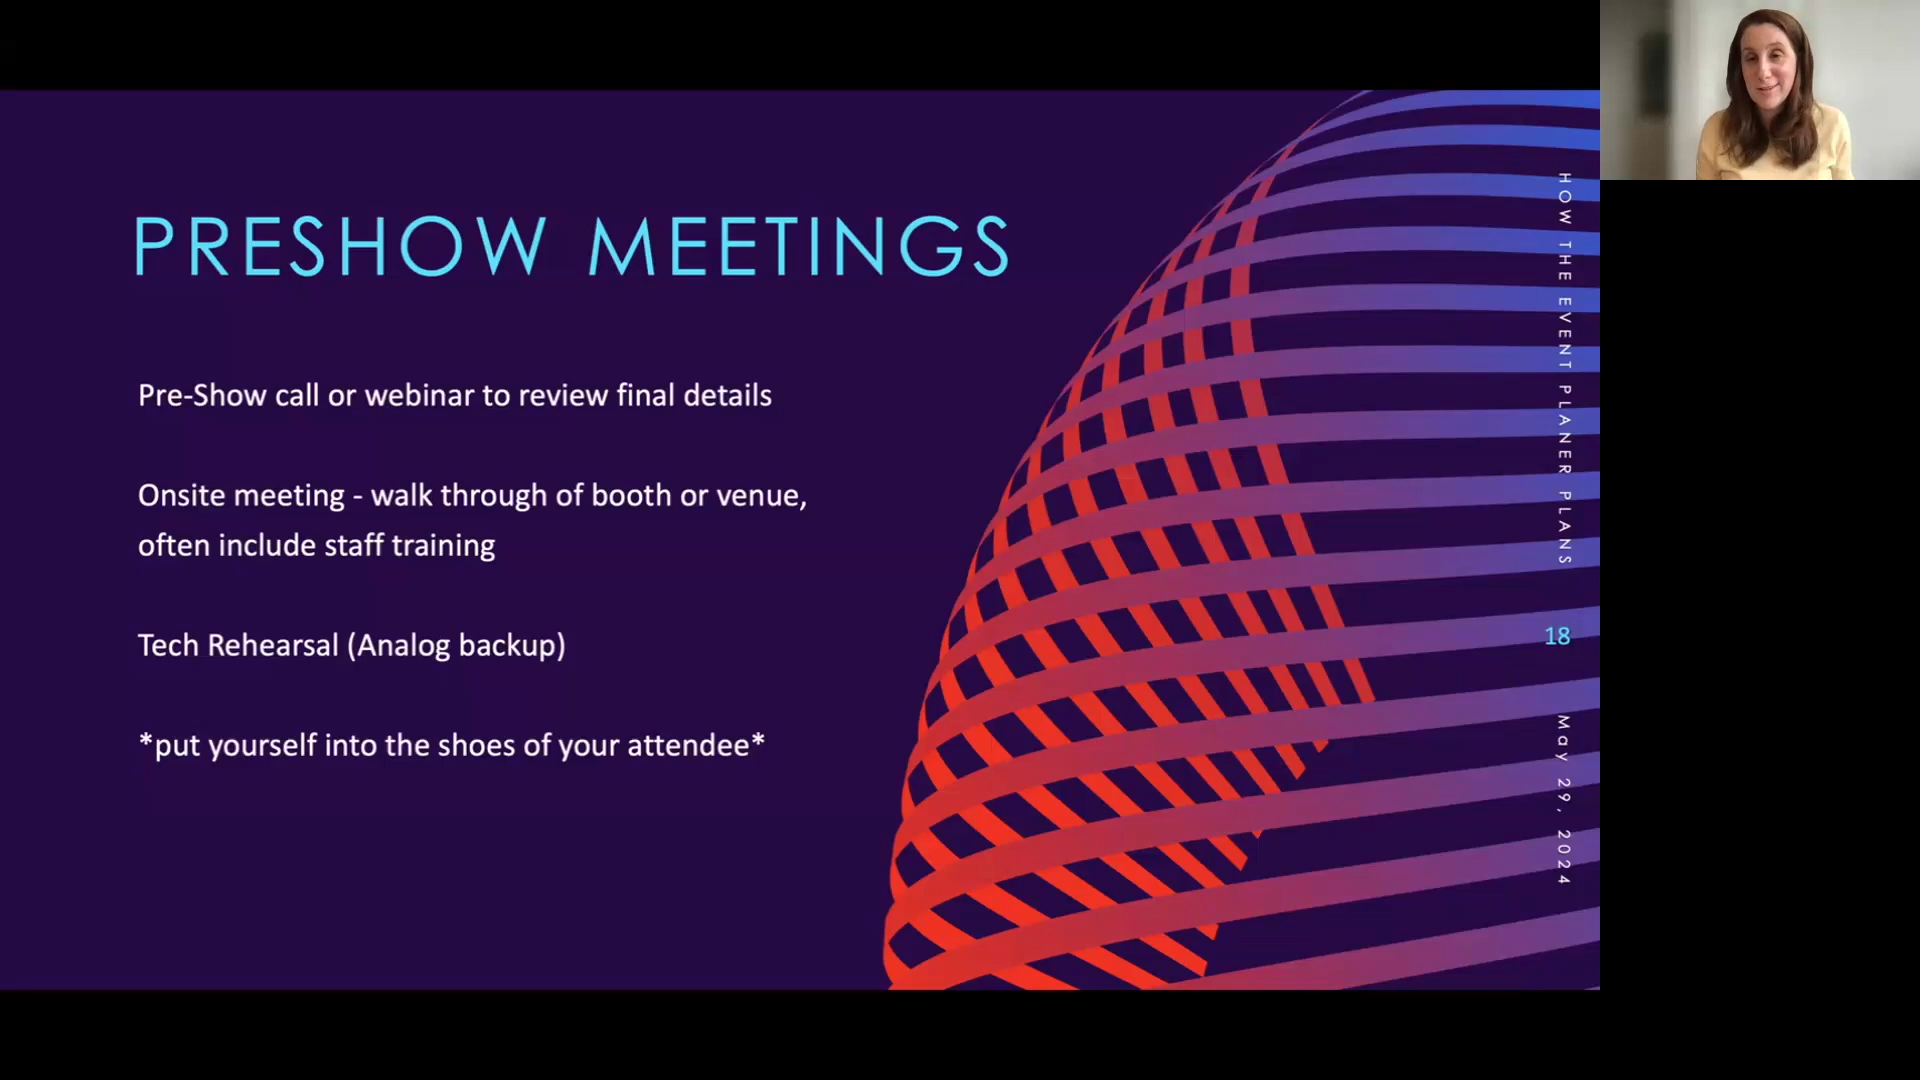 PRESHOW MEETINGS
Pre-Show call or webinar to review final details
Onsite meeting - walk through of booth or venue,
often include staff training
Tech Rehearsal (Analog backup)
*put yourself into the shoes of your attendee*
HOW THE EVENT PLANER PLANS
18
May 29, 2024